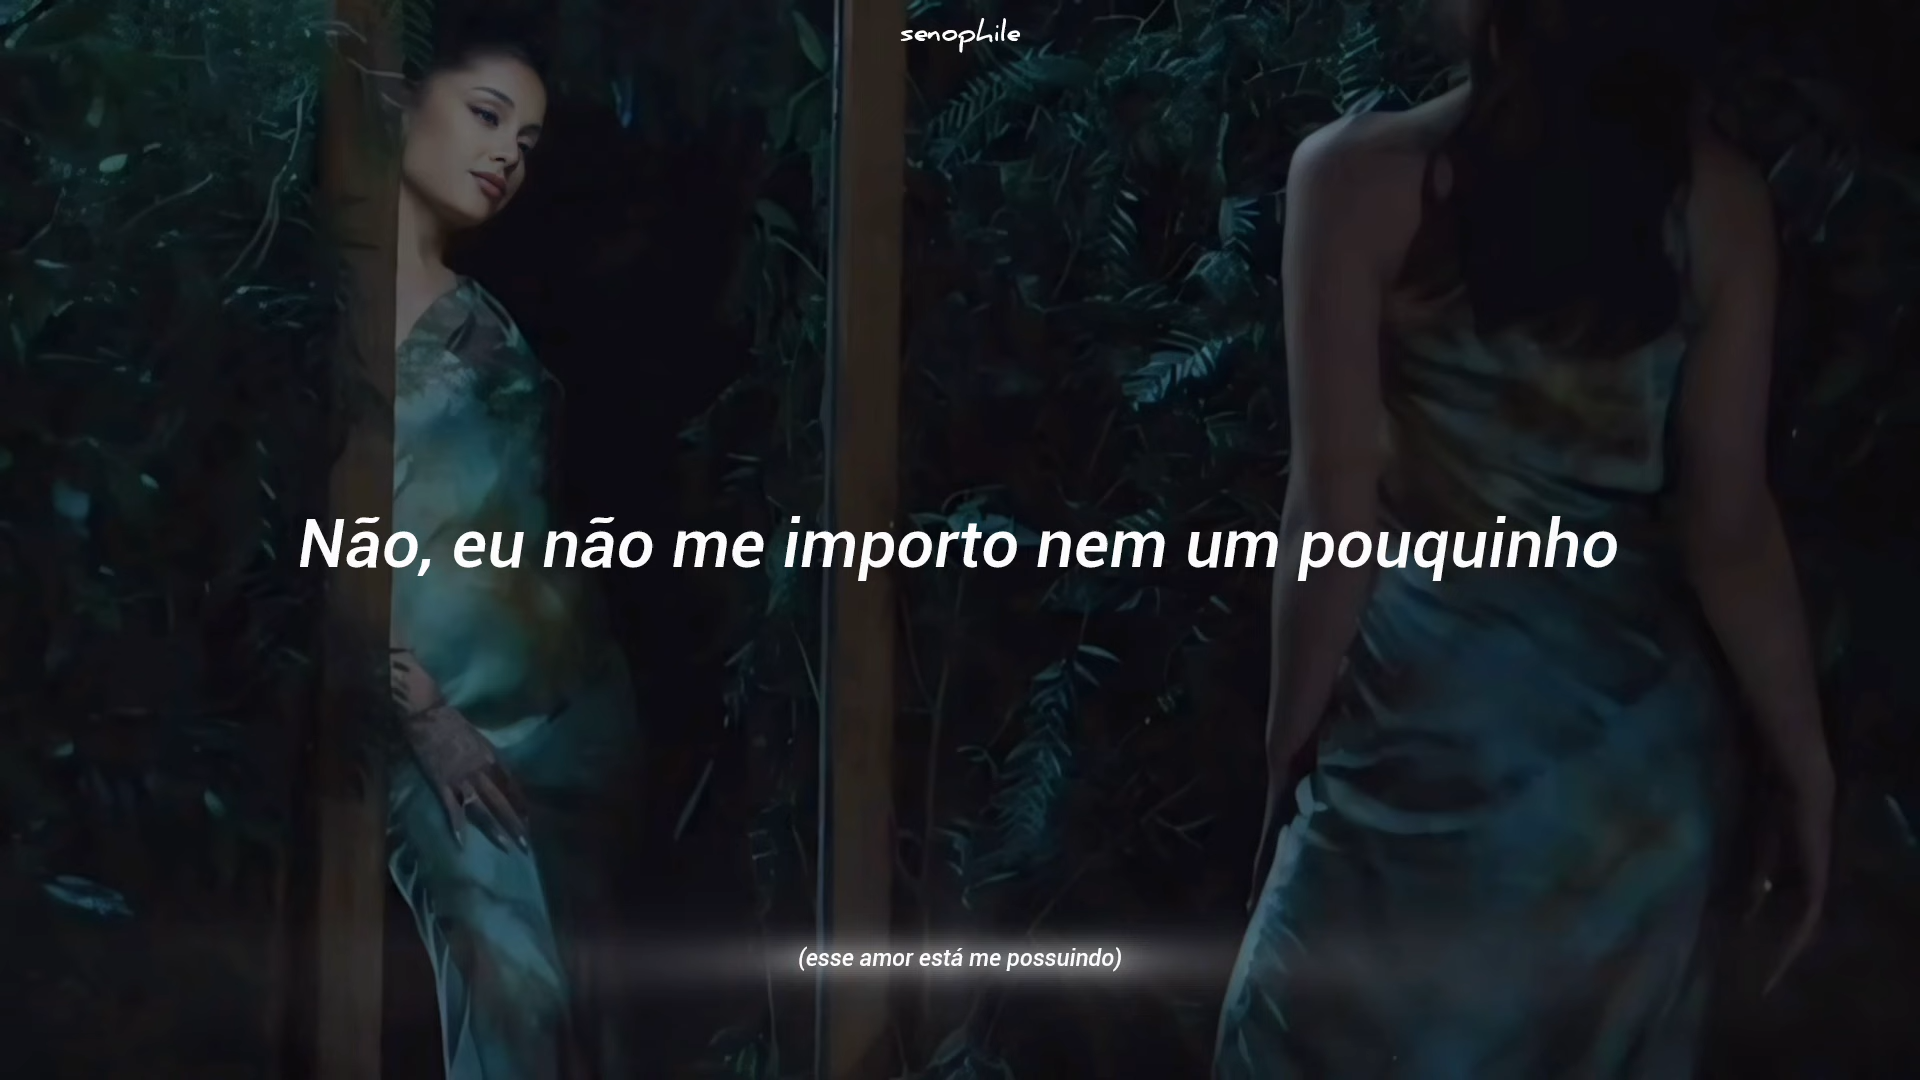 senophile
Não, eu não me importo nem um pouquinho
(esse amor está me possuindo)